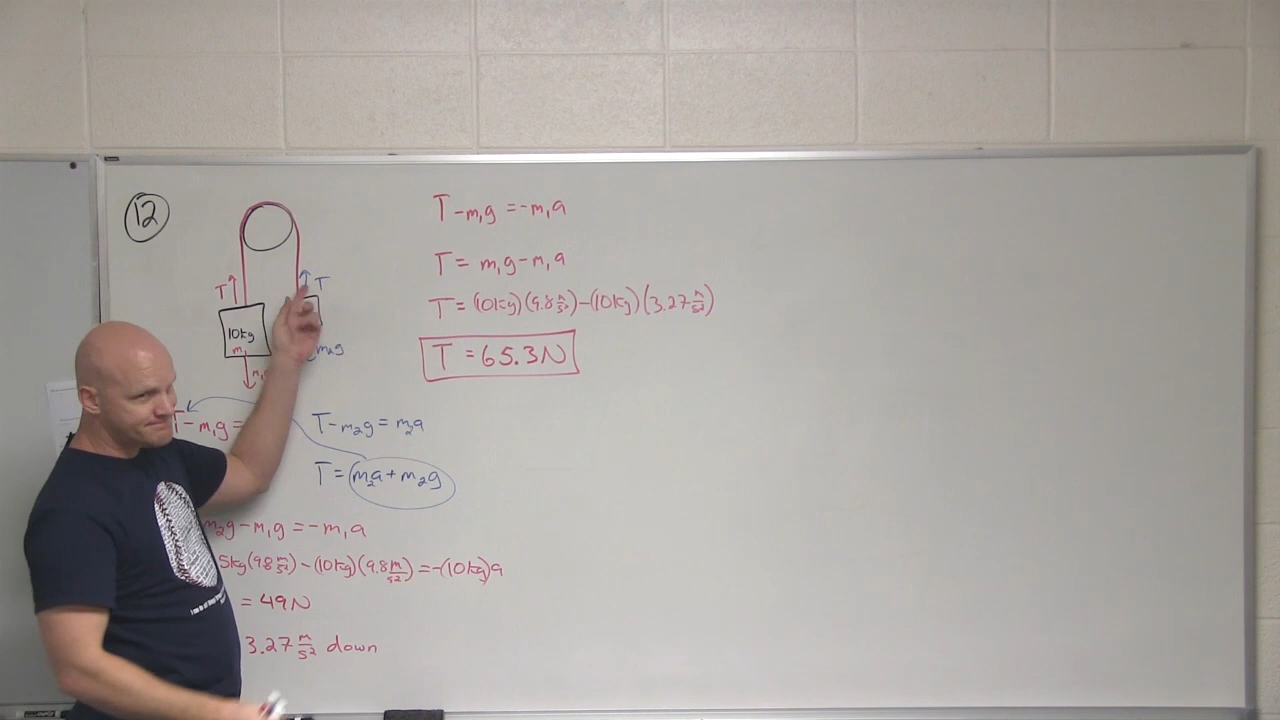 12
T T
10kg
m₁
m₂g
T - m₁g = -m₁a
T = m₁g - m₁a
T = (10kg)(9.8 m/s²) - (10kg)(3.27 m/s²)
T = 65.3N
T - m₁g =
T - m₂g = m₂a
T = m₂a + m₂g
m₂g - m₁g = -m₁a
5kg(9.8 m/s²) - (10kg)(9.8 m/s²) = -(10kg)a
= 49N
3.27 m/s² down